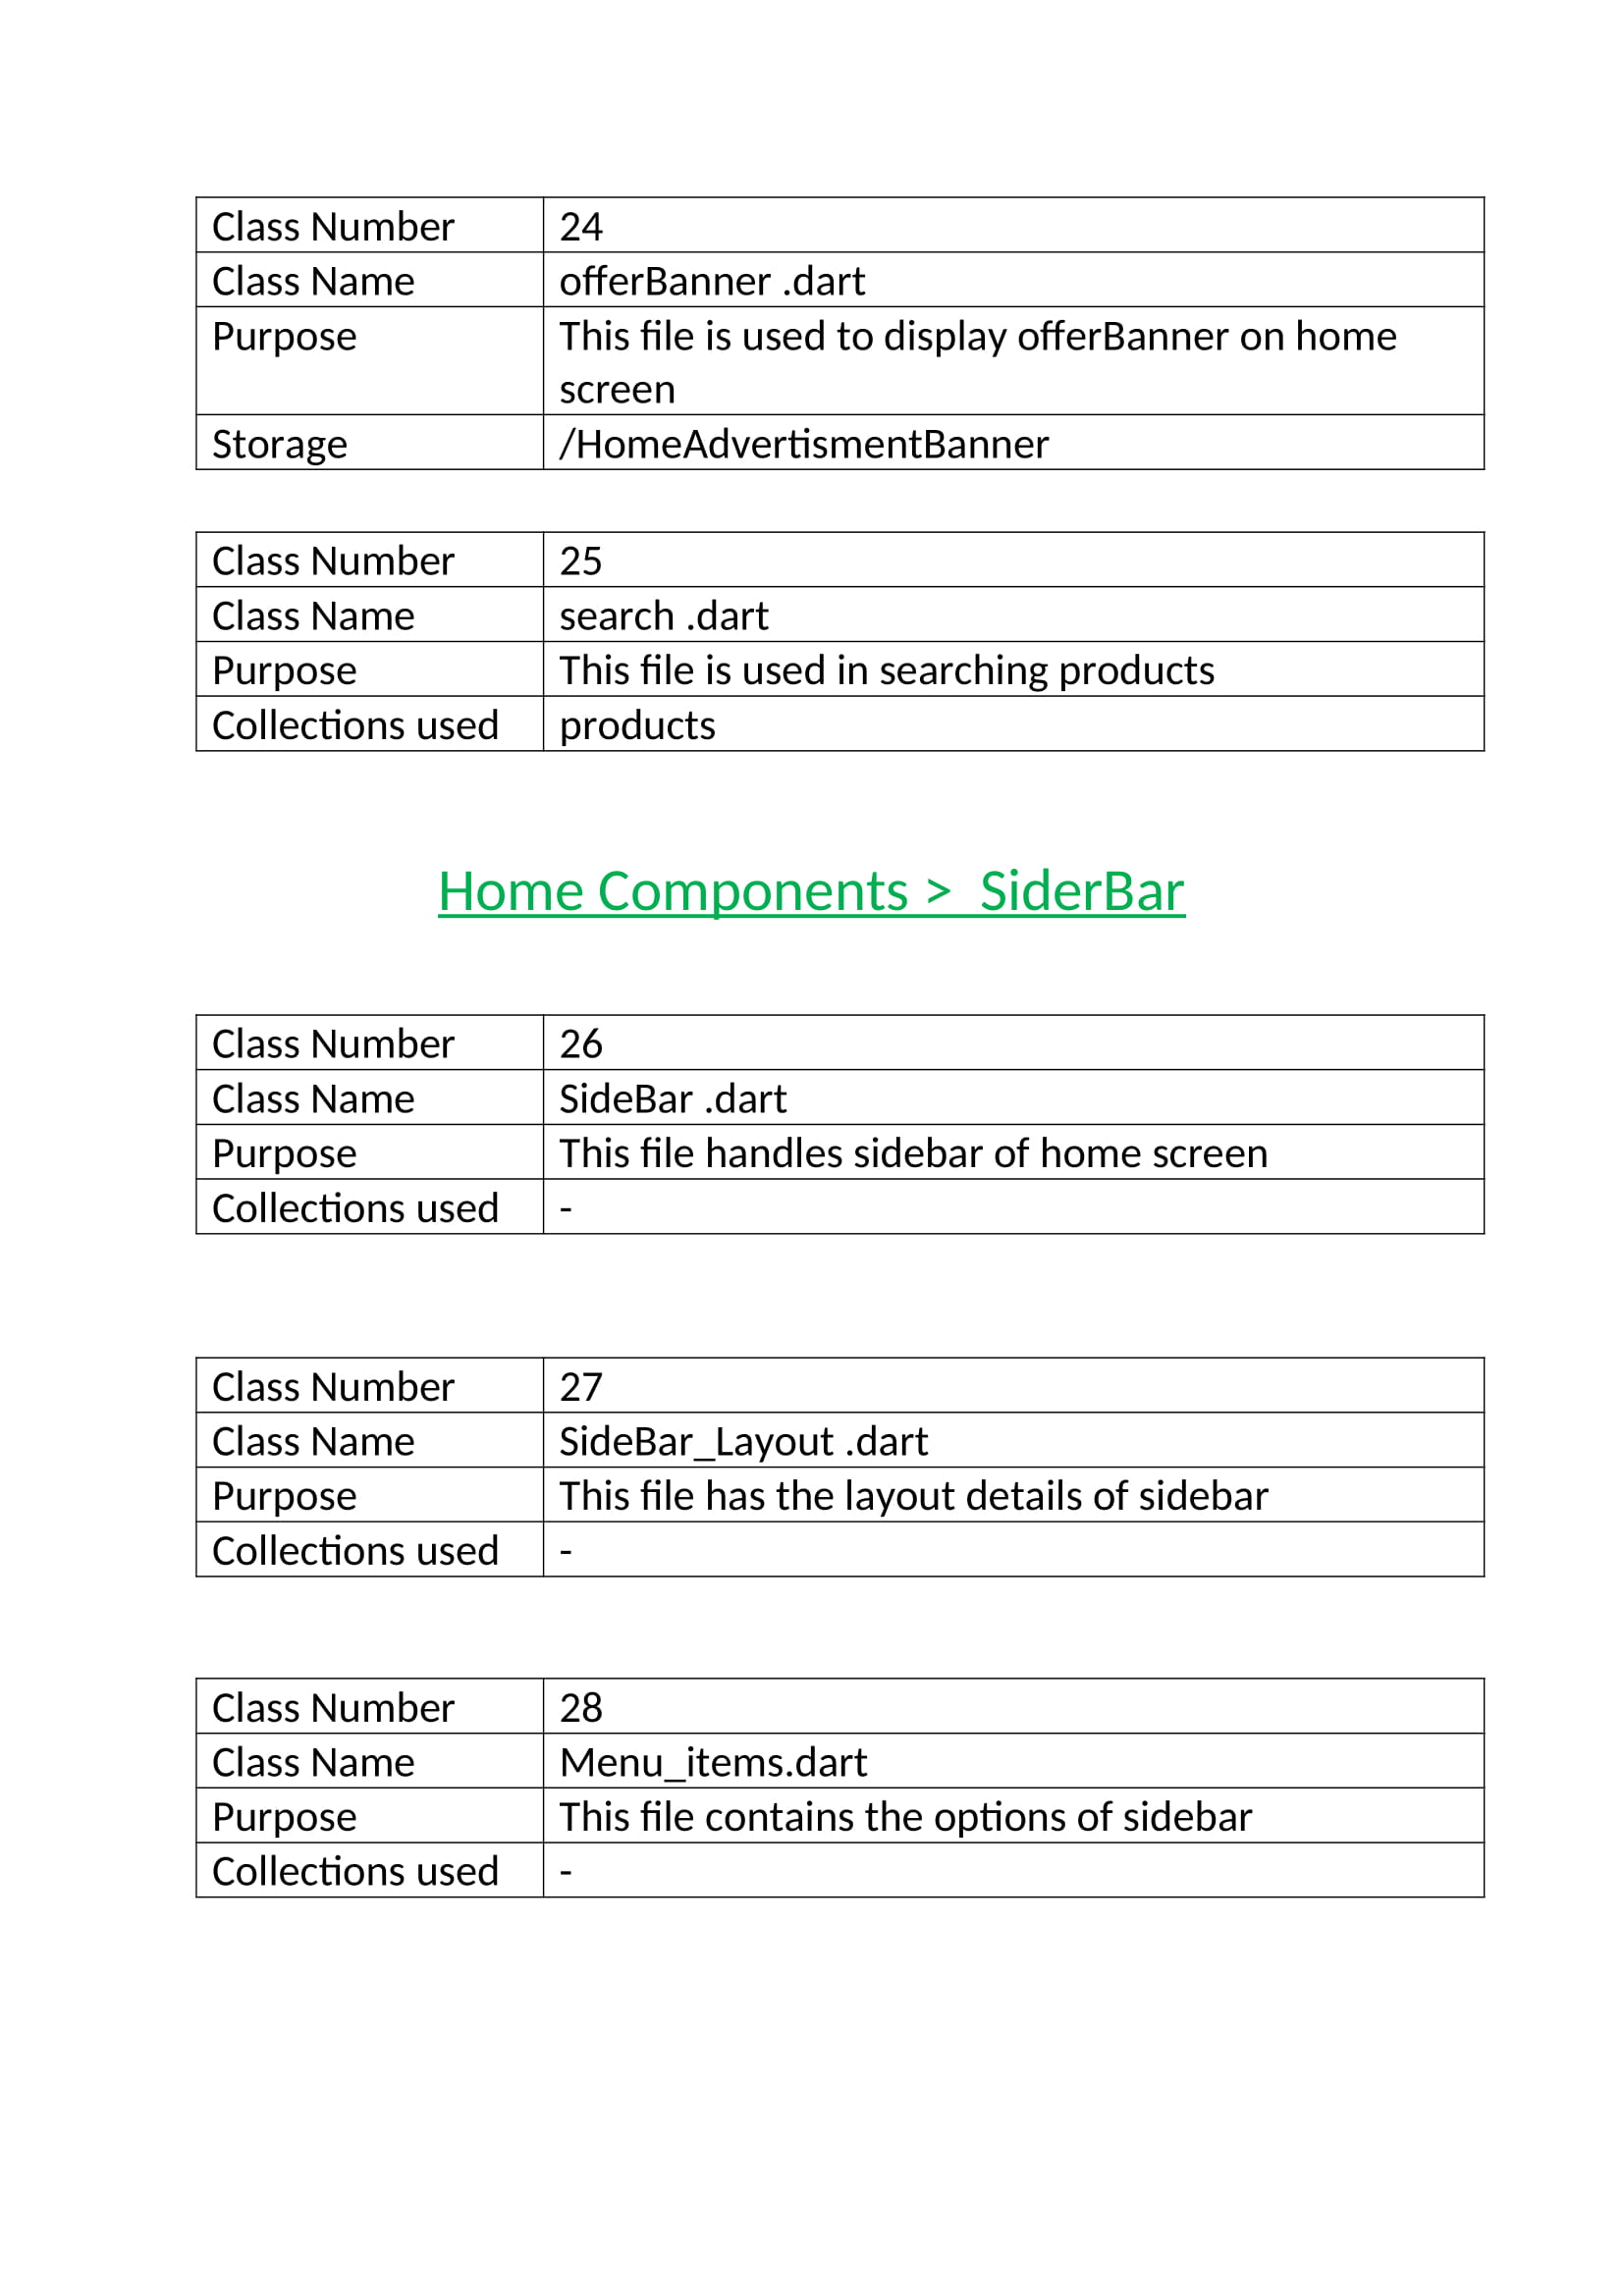 Class Number 24
Class Name offerBanner .dart
Purpose This file is used to display offerBanner on home
screen
Storage /HomeAdvertismentBanner
Class Number 25
Class Name search .dart
Purpose This file is used in searching products
Collections used products
Home Components >  SiderBar
Class Number 26
Class Name SideBar .dart
Purpose This file handles sidebar of home screen
Collections used -
Class Number 27
Class Name SideBar_Layout .dart
Purpose This file has the layout details of sidebar
Collections used -
Class Number 28
Class Name Menu_items.dart
Purpose This file contains the options of sidebar
Collections used -